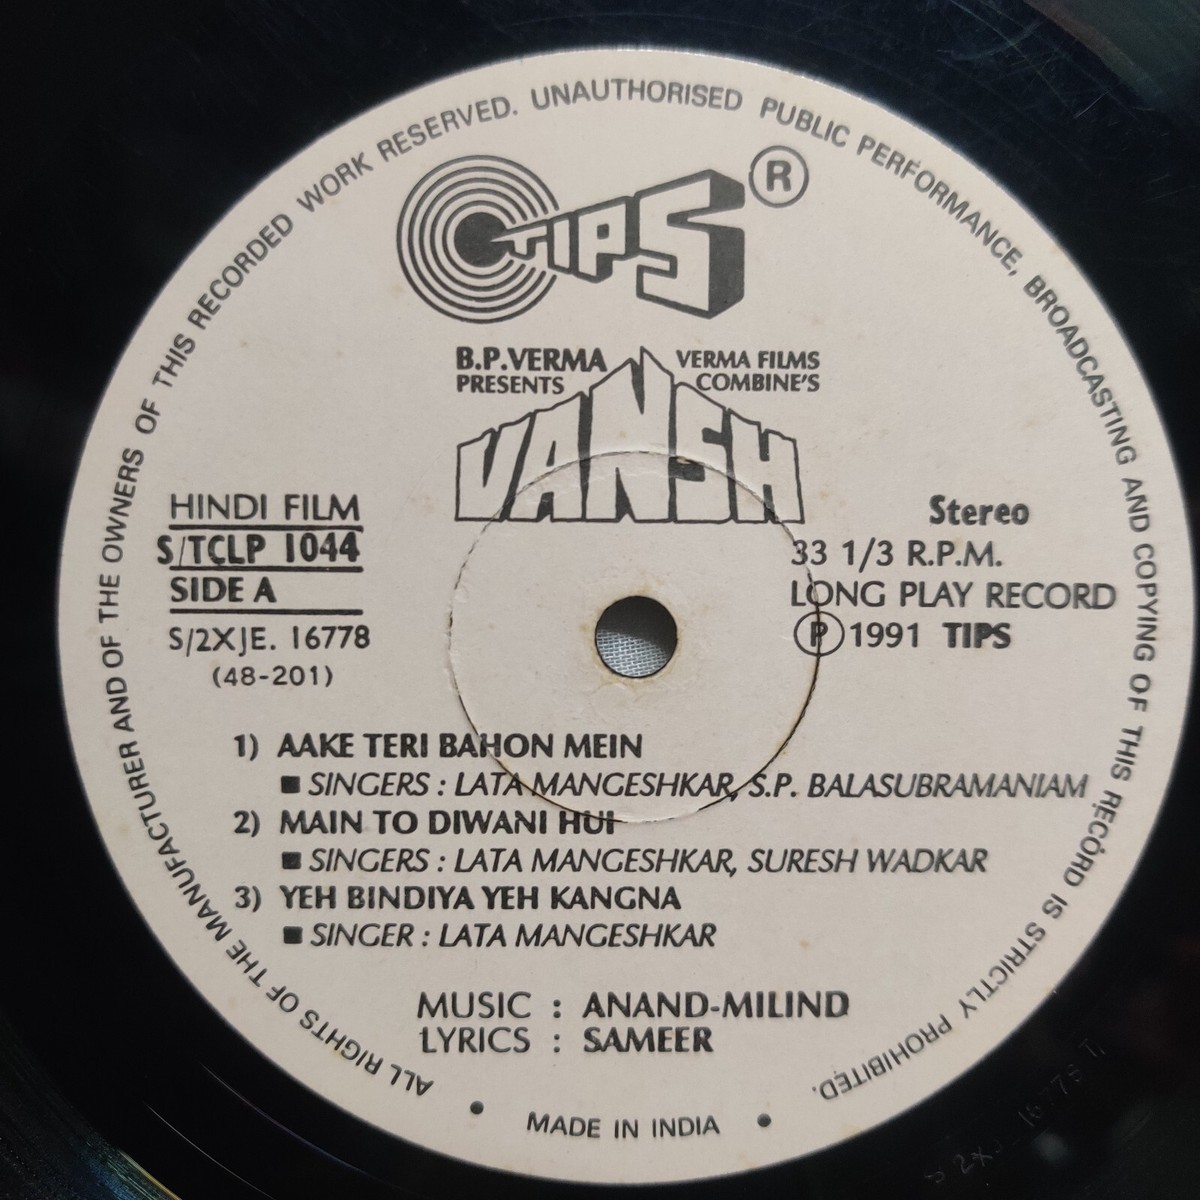 ALL RIGHTS OF THE MANUFACTURER AND OF THE OWNERS OF THIS RECORDED WORK RESERVED. UNAUTHORISED PUBLIC PERFORMANCE, BROADCASTING AND COPYING OF THIS RECORD IS STRICTLY PROHIBITED.
TIPS ®
B.P.VERMA
PRESENTS
VERMA FILMS
COMBINE'S
VANSH
HINDI FILM
S/TCLP 1044
SIDE A
S/2XJE. 16778
(48-201)
Stereo
33 1/3 R.P.M.
LONG PLAY RECORD
Ⓟ 1991 TIPS
1) AAKE TERI BAHON MEIN
■ SINGERS : LATA MANGESHKAR, S.P. BALASUBRAMANIAM
2) MAIN TO DIWANI HUI
■ SINGERS : LATA MANGESHKAR, SURESH WADKAR
3) YEH BINDIYA YEH KANGNA
■ SINGER : LATA MANGESHKAR
MUSIC : ANAND-MILIND
LYRICS : SAMEER
• MADE IN INDIA •